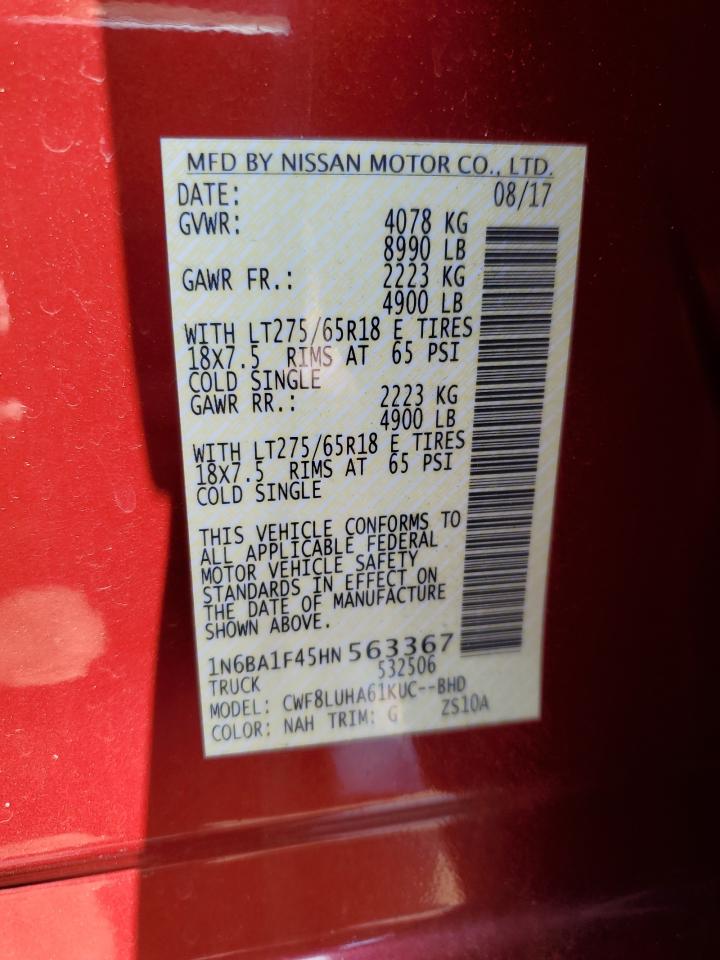 MFD BY NISSAN MOTOR CO., LTD.
DATE: 08/17
GVWR: 4078 KG
8990 LB
GAWR FR.: 2223 KG
4900 LB
WITH LT275/65R18 E TIRES
18X7.5 RIMS AT 65 PSI
COLD SINGLE
GAWR RR.: 2223 KG
4900 LB
WITH LT275/65R18 E TIRES
18X7.5 RIMS AT 65 PSI
COLD SINGLE
THIS VEHICLE CONFORMS TO
ALL APPLICABLE FEDERAL
MOTOR VEHICLE SAFETY
STANDARDS IN EFFECT ON
THE DATE OF MANUFACTURE
SHOWN ABOVE.
1N6BA1F45HN 563367
TRUCK 532506
MODEL: CWF8LUHA61KUC--BHD
COLOR: NAH TRIM: G ZS10A